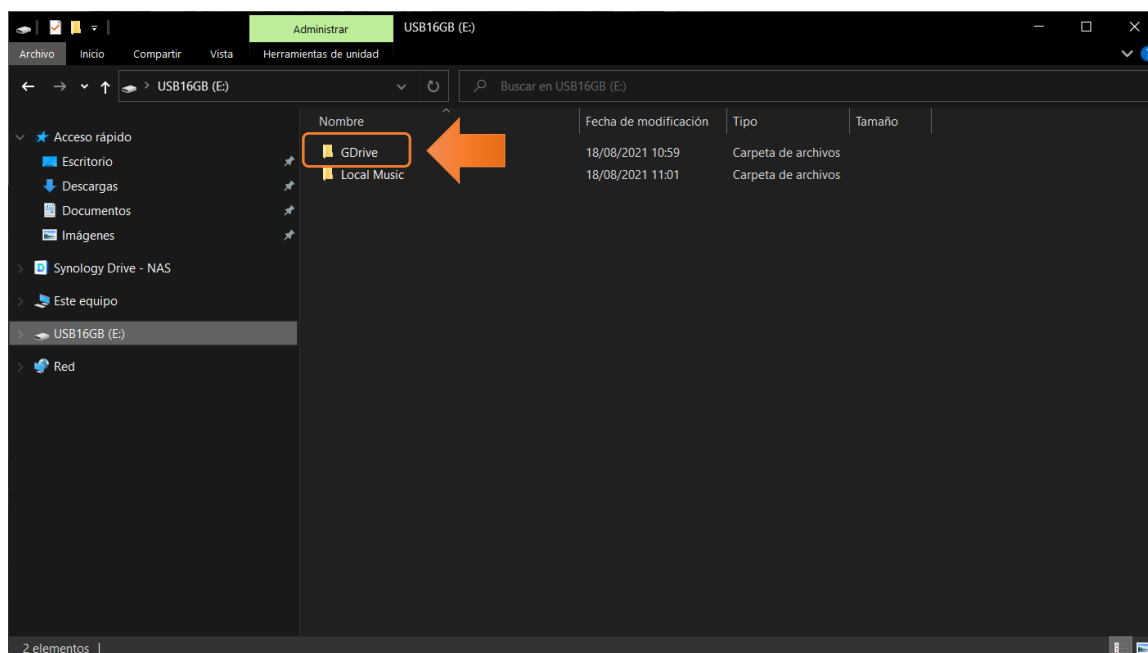 Administrar
USB16GB (E:)
Archivo Inicio Compartir Vista Herramientas de unidad
USB16GB (E:)
Buscar en USB16GB (E:)
Nombre Fecha de modificación Tipo Tamaño
Acceso rápido
Escritorio
Descargas
Documentos
Imágenes
Synology Drive - NAS
Este equipo
USB16GB (E:)
Red
GDrive 18/08/2021 10:59 Carpeta de archivos
Local Music 18/08/2021 11:01 Carpeta de archivos
2 elementos